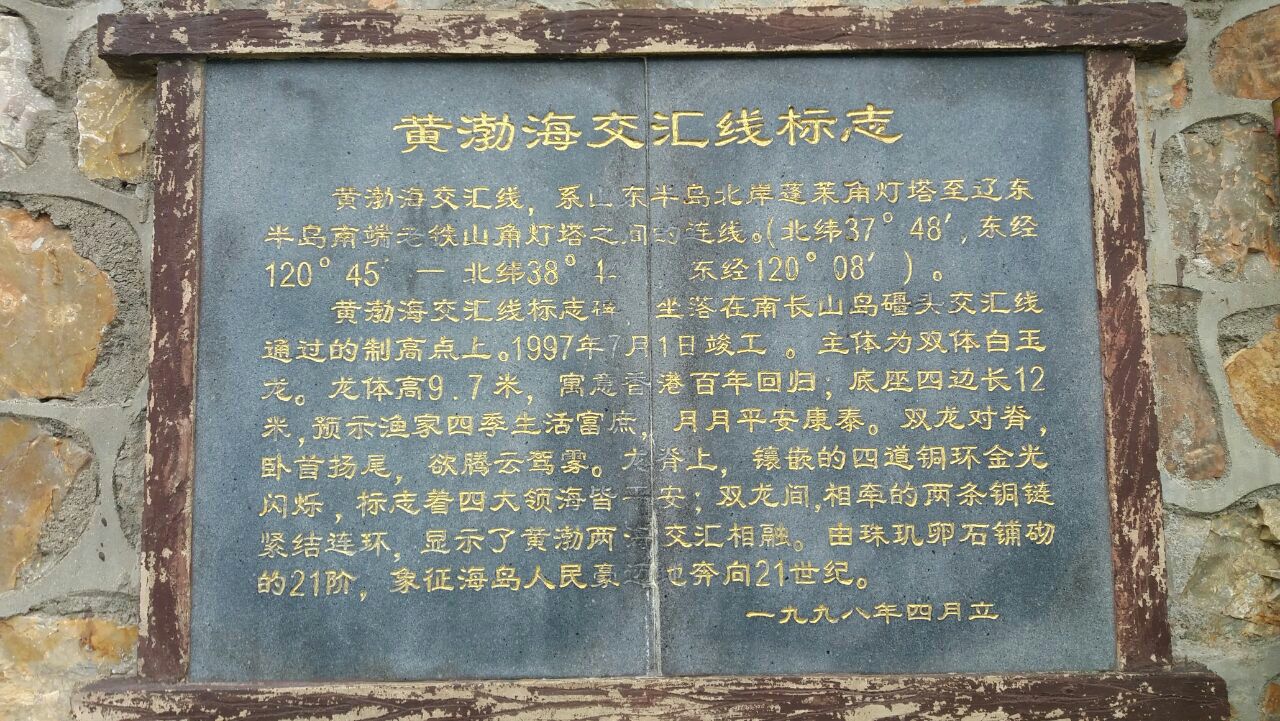 黄渤海交汇线标志
黄渤海交汇线，系山东半岛北岸蓬莱角灯塔至辽东
半岛南端老铁山角灯塔之间的连线。（北纬37°48′，东经
120°45′ — 北纬38° 东经120°08′）。
黄渤海交汇线标志碑，坐落在南长山岛礓头交汇线
通过的制高点上。1997年7月1日竣工。主体为双体白玉
龙。龙体高9.7米，寓意香港百年回归；底座四边长12
米，预示渔家四季生活富庶，月月平安康泰。双龙对脊，
卧首扬尾，欲腾云驾雾。龙脊上，镶嵌的四道铜环金光
闪烁，标志着四大领海皆平安；双龙间，相牵的两条铜链
紧结连环，显示了黄渤两海交汇相融。由珠玑卵石铺砌
的21阶，象征海岛人民豪迈地奔向21世纪。
一九九八年四月立